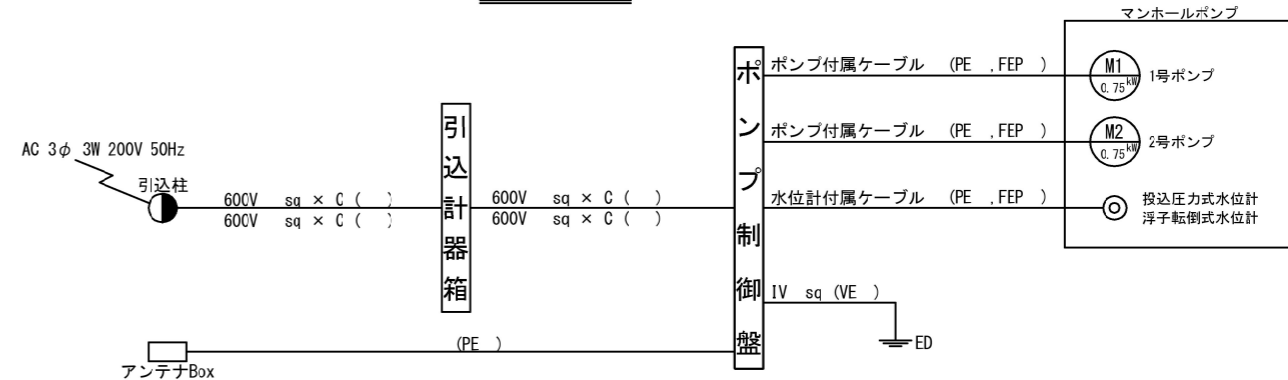 マンホールポンプ
ポンプ付属ケーブル (PE ,FEP )
M1
0.75kW
1号ポンプ
ポンプ付属ケーブル (PE ,FEP )
M2
0.75kW
2号ポンプ
水位計付属ケーブル (PE ,FEP )
投込圧力式水位計
浮子転倒式水位計
AC 3φ 3W 200V 50Hz
引込柱
600V sq × C ( )
600V sq × C ( )
引込計器箱
600V sq × C ( )
600V sq × C ( )
ポンプ制御盤
IV sq (VE )
ED
(PE )
アンテナBox